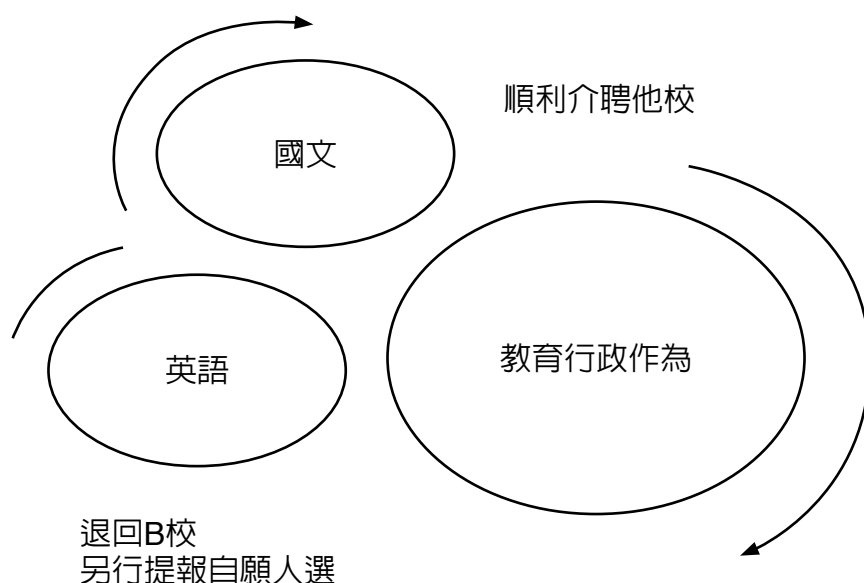 順利介聘他校
國文
教育行政作為
英語
退回B校
另行提報自願人選